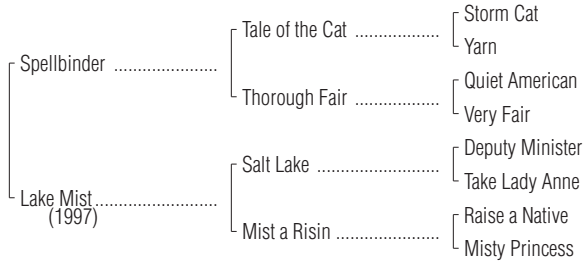 Storm Cat
Tale of the Cat ....................
Yarn
Spellbinder .........................
Quiet American
Thorough Fair ......................
Very Fair
Deputy Minister
Salt Lake .............................
Take Lady Anne
Lake Mist .............................
(1997)
Raise a Native
Mist a Risin .........................
Misty Princess